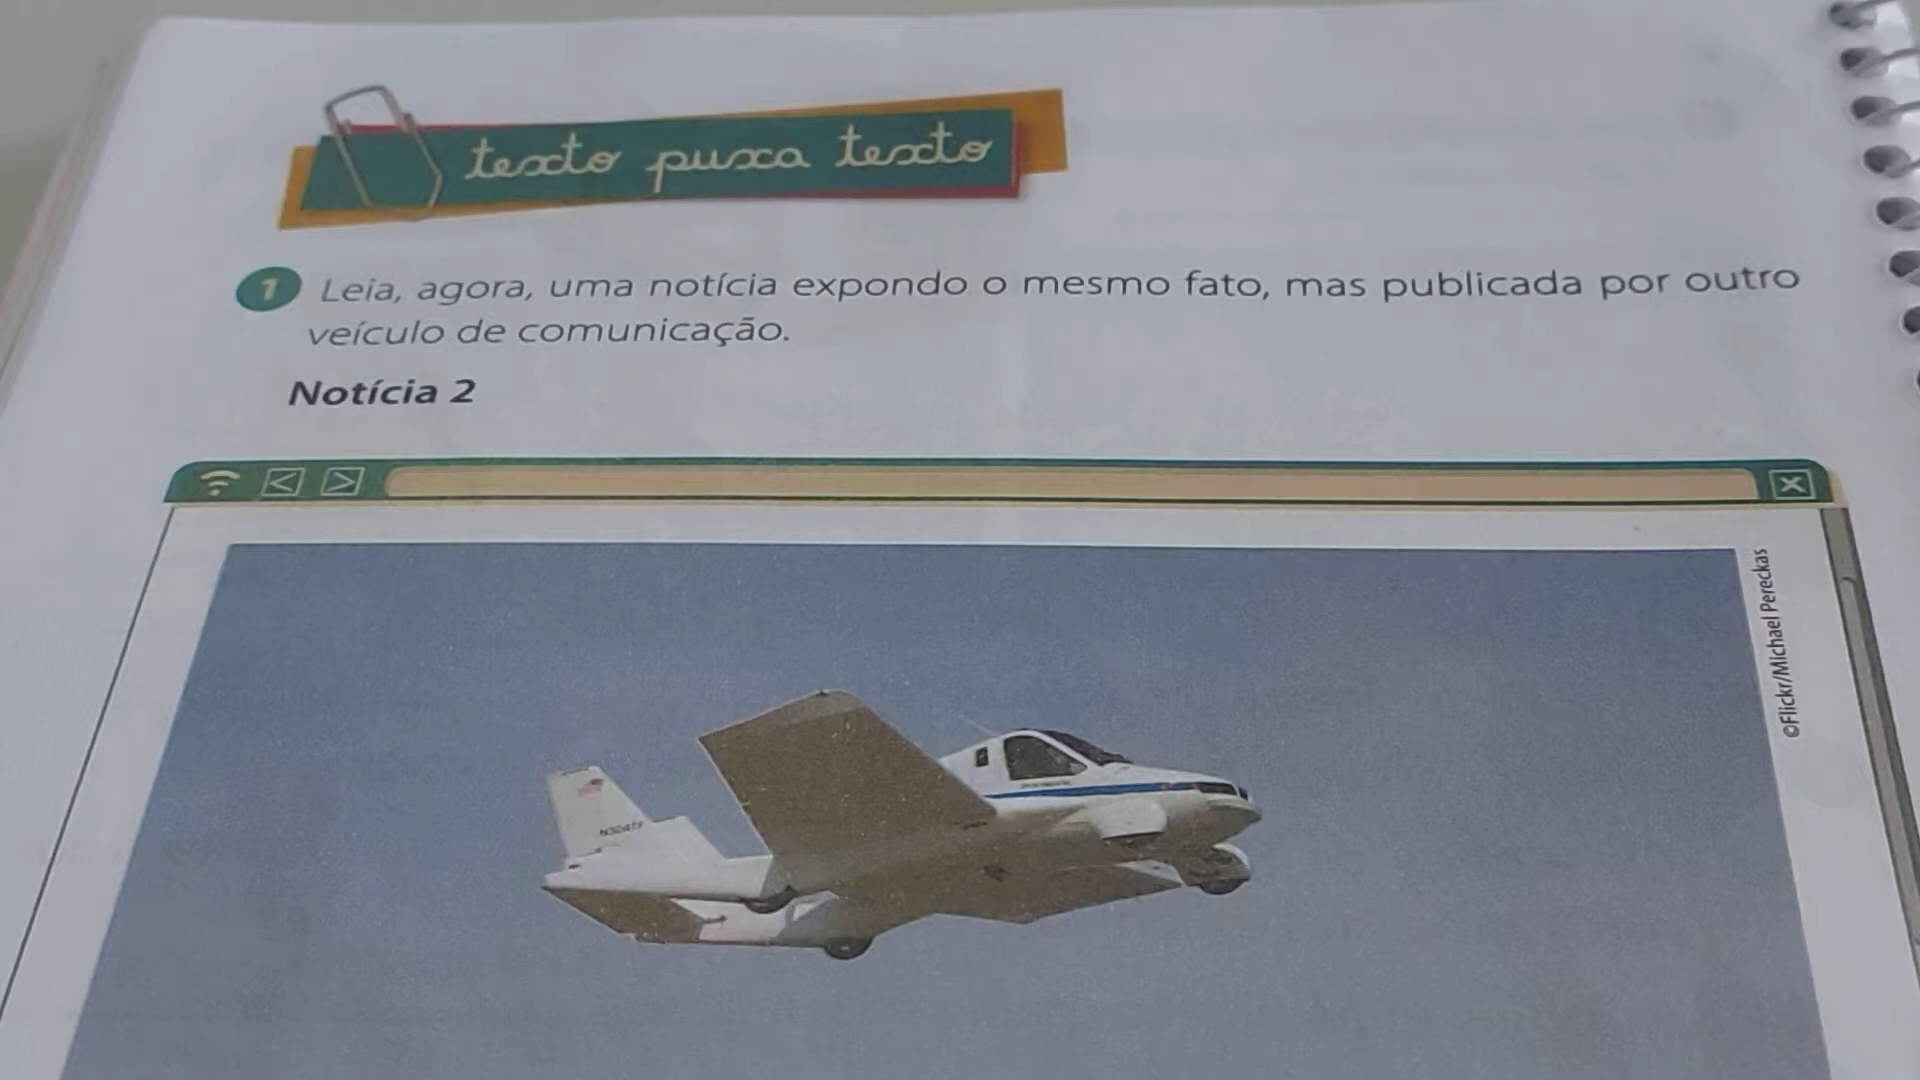 texto puxa texto
1 Leia, agora, uma notícia expondo o mesmo fato, mas publicada por outro
veículo de comunicação.
Notícia 2
©Flickr/Michael Pereckas
N304TF